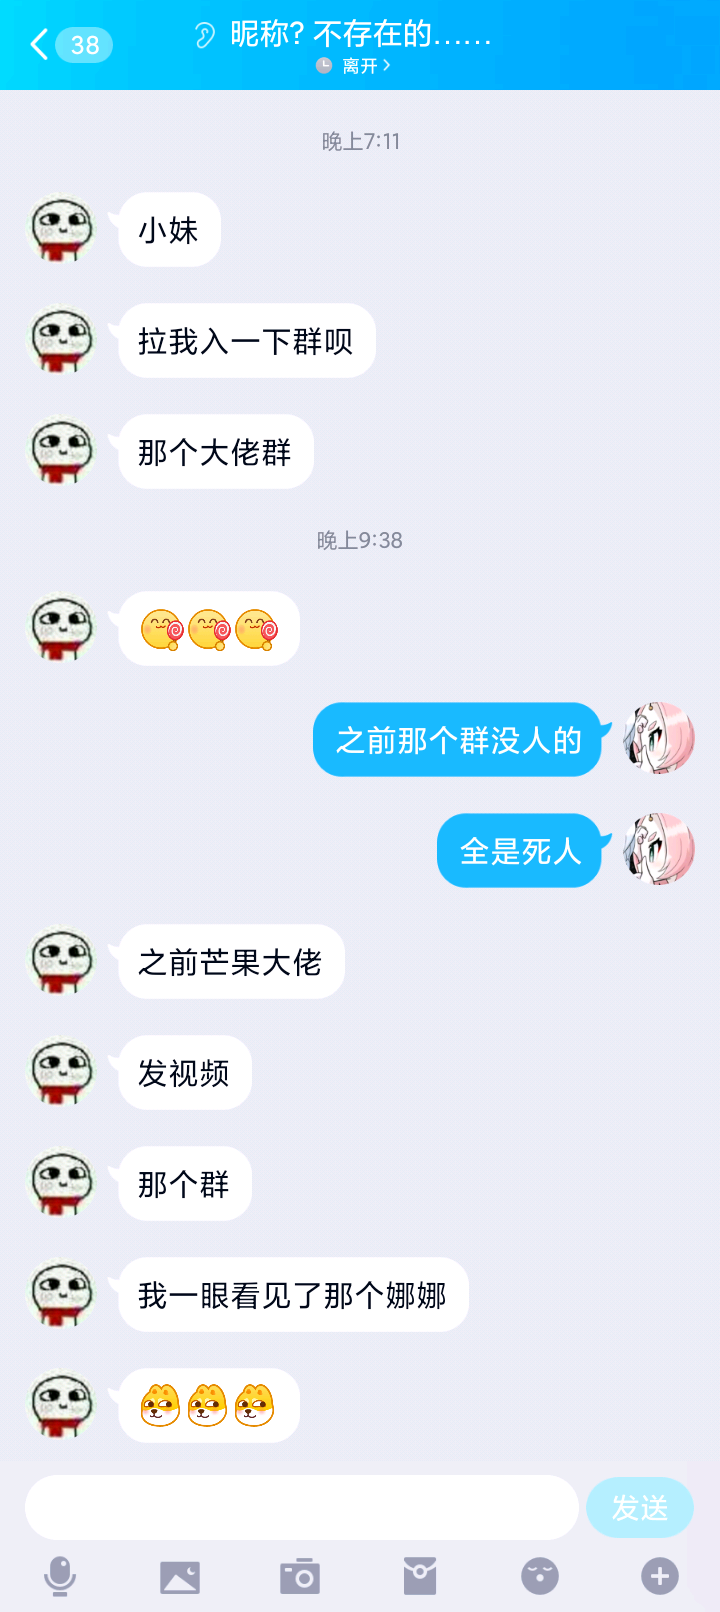 38
昵称? 不存在的……
离开
晚上7:11
小妹
拉我入一下群呗
那个大佬群
晚上9:38
之前那个群没人的
全是死人
之前芒果大佬
发视频
那个群
我一眼看见了那个娜娜
发送